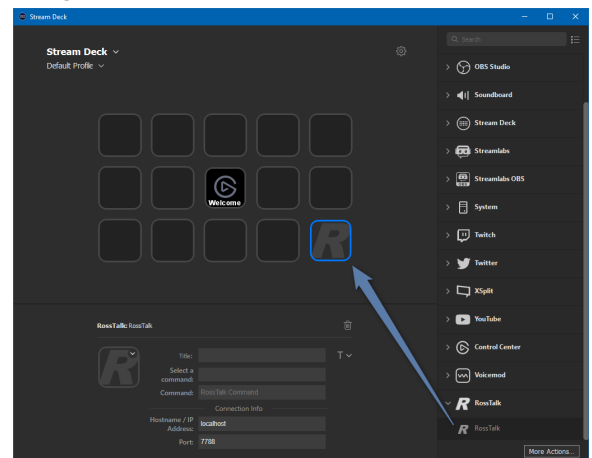 Stream Deck
Stream Deck
Default Profile
Welcome
RossTalk: RossTalk
Title:
T
Select a
command:
Command:
RossTalk Command
Connection Info
Hostname / IP
Address:
localhost
Port:
7788
Search
OBS Studio
Soundboard
Stream Deck
Streamlabs
Streamlabs OBS
System
Twitch
Twitter
XSplit
YouTube
Control Center
Voicemod
RossTalk
RossTalk
More Actions...